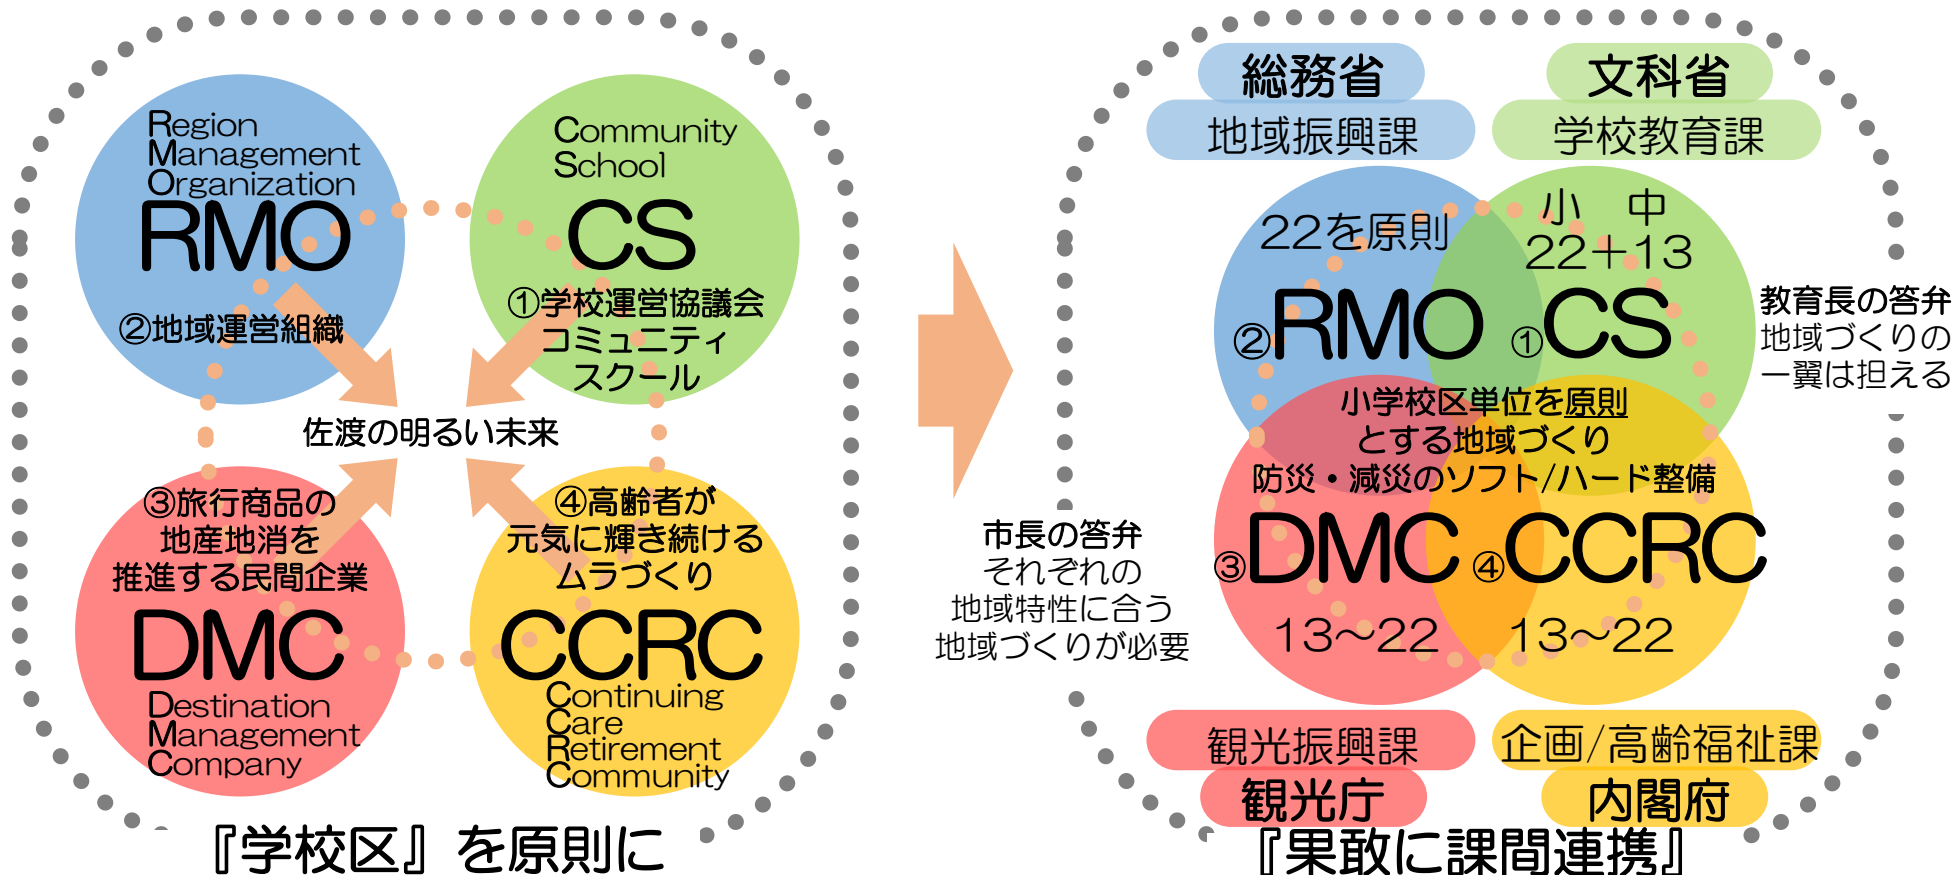 Region
Management
Organization
RMO
②地域運営組織
Community
School
CS
①学校運営協議会
コミュニティ
スクール
佐渡の明るい未来
③旅行商品の
地産地消を
推進する民間企業
DMC
Destination
Management
Company
④高齢者が
元気に輝き続ける
ムラづくり
CCRC
Continuing
Care
Retirement
Community
『学校区』を原則に
総務省
地域振興課
文科省
学校教育課
22を原則
②RMO
小 中
22+13
①CS
教育長の答弁
地域づくりの
一翼は担える
小学校区単位を原則
とする地域づくり
防災・減災のソフト/ハード整備
市長の答弁
それぞれの
地域特性に合う
地域づくりが必要
③DMC
13〜22
④CCRC
13〜22
観光振興課
観光庁
企画/高齢福祉課
内閣府
『果敢に課間連携』